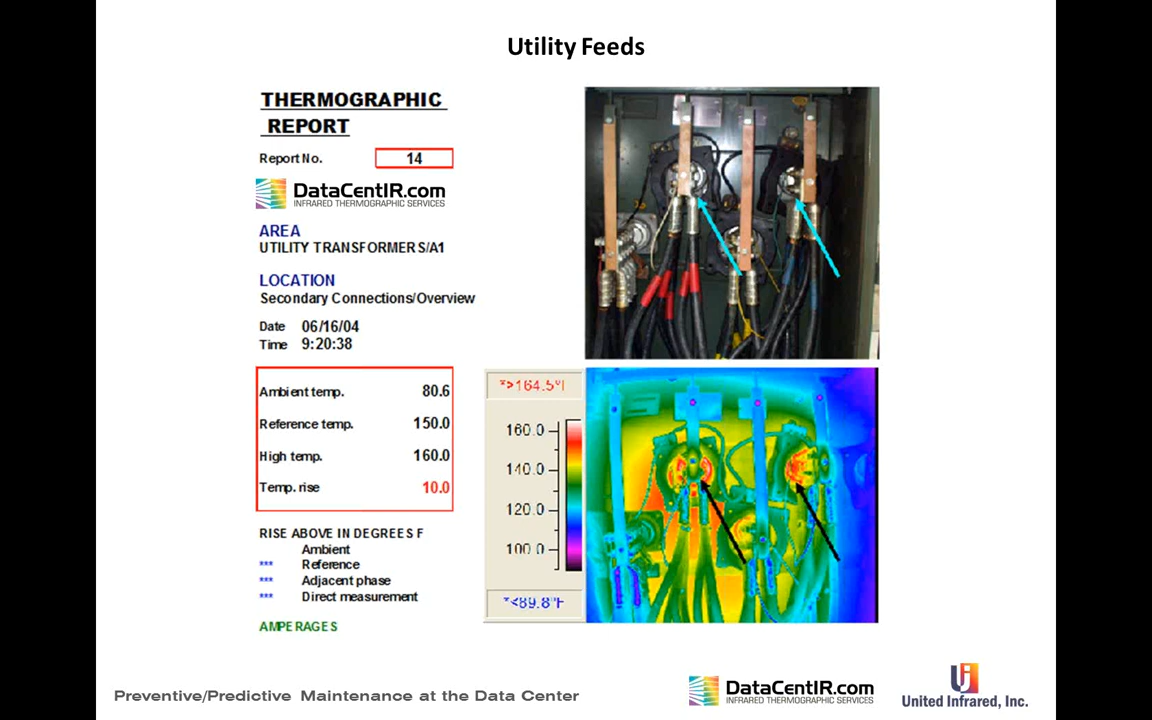 Utility Feeds
THERMOGRAPHIC
REPORT
Report No. 14
DataCentIR.com
INFRARED THERMOGRAPHIC SERVICES
AREA
UTILITY TRANSFORMER S/A1
LOCATION
Secondary Connections/Overview
Date 06/16/04
Time 9:20:38
Ambient temp. 80.6
Reference temp. 150.0
High temp. 160.0
Temp. rise 10.0
RISE ABOVE IN DEGREES F
Ambient
*** Reference
*** Adjacent phase
*** Direct measurement
AMPERAGES
*>164.5°F
160.0
140.0
120.0
100.0
*<89.8°F
Preventive/Predictive Maintenance at the Data Center
DataCentIR.com
INFRARED THERMOGRAPHIC SERVICES
United Infrared, Inc.